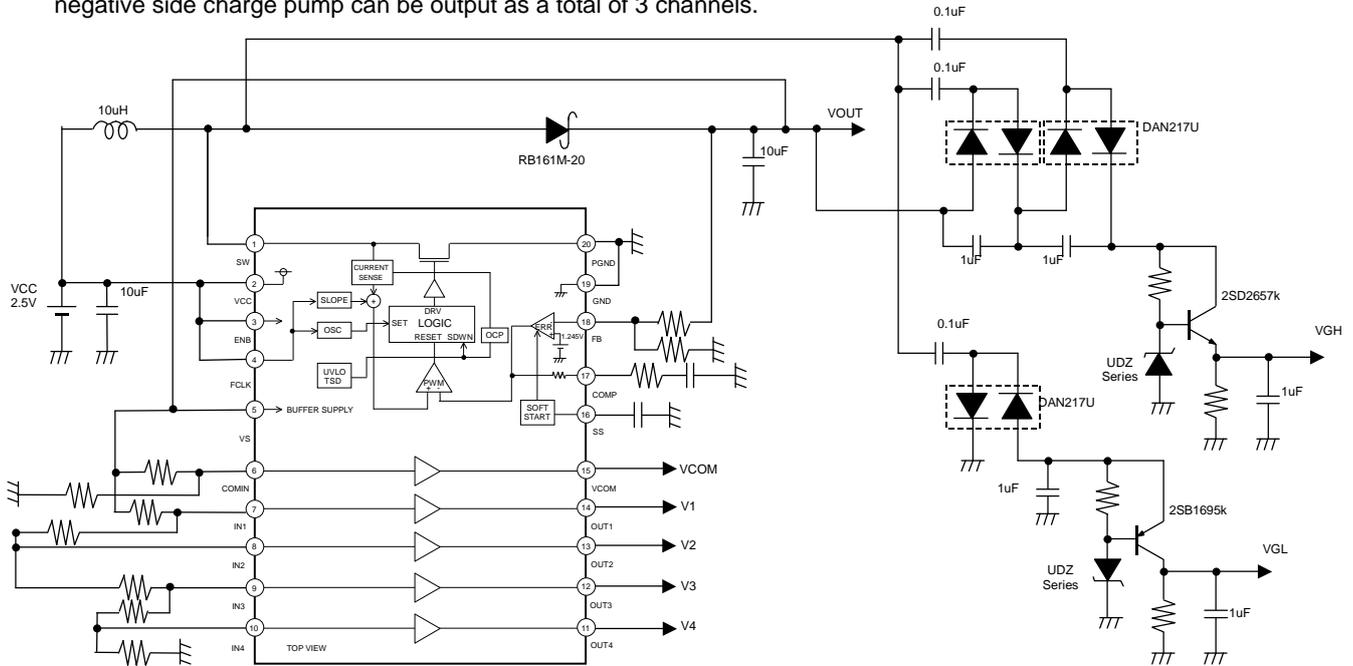 negative side charge pump can be output as a total of 3 channels.
0.1uF
0.1uF
10uH
VOUT
DAN217U
RB161M-20
10uF
1
SW
CURRENT
SENSE
20
PGND
1uF
1uF
VCC
2.5V
10uF
2
VCC
SLOPE
+
DRV
19
GND
3
ENB
OSC
SET
LOGIC
RESET
SDWN
OCP
ERR
1.245V
18
FB
2SD2657k
VGH
0.1uF
UDZ
Series
1uF
4
FCLK
UVLO
TSD
PWM
+ -
17
COMP
DAN217U
5
BUFFER SUPPLY
VS
SOFT
START
16
SS
6
COMIN
15
VCOM
VCOM
1uF
7
IN1
14
OUT1
V1
2SB1695k
8
IN2
13
OUT2
V2
VGL
UDZ
Series
9
IN3
12
OUT3
V3
1uF
10
IN4
TOP VIEW
11
OUT4
V4